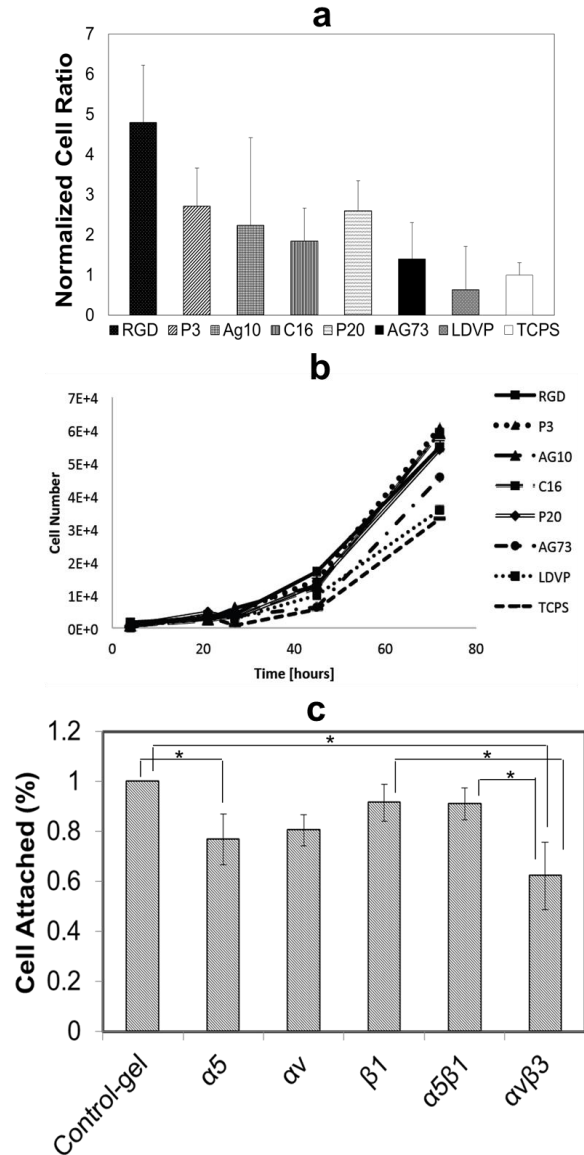 a
Normalized Cell Ratio
7
6
5
4
3
2
1
0
RGD P3 Ag10 C16 P20 AG73 LDVP TCPS
b
Cell Number
7E+4
6E+4
5E+4
4E+4
3E+4
2E+4
1E+4
0E+0
0 20 40 60 80
Time [hours]
RGD
P3
AG10
C16
P20
AG73
LDVP
TCPS
c
Cell Attached (%)
1.2
1
0.8
0.6
0.4
0.2
0
*
*
*
*
Control-gel α5 αv β1 α5β1 αvβ3